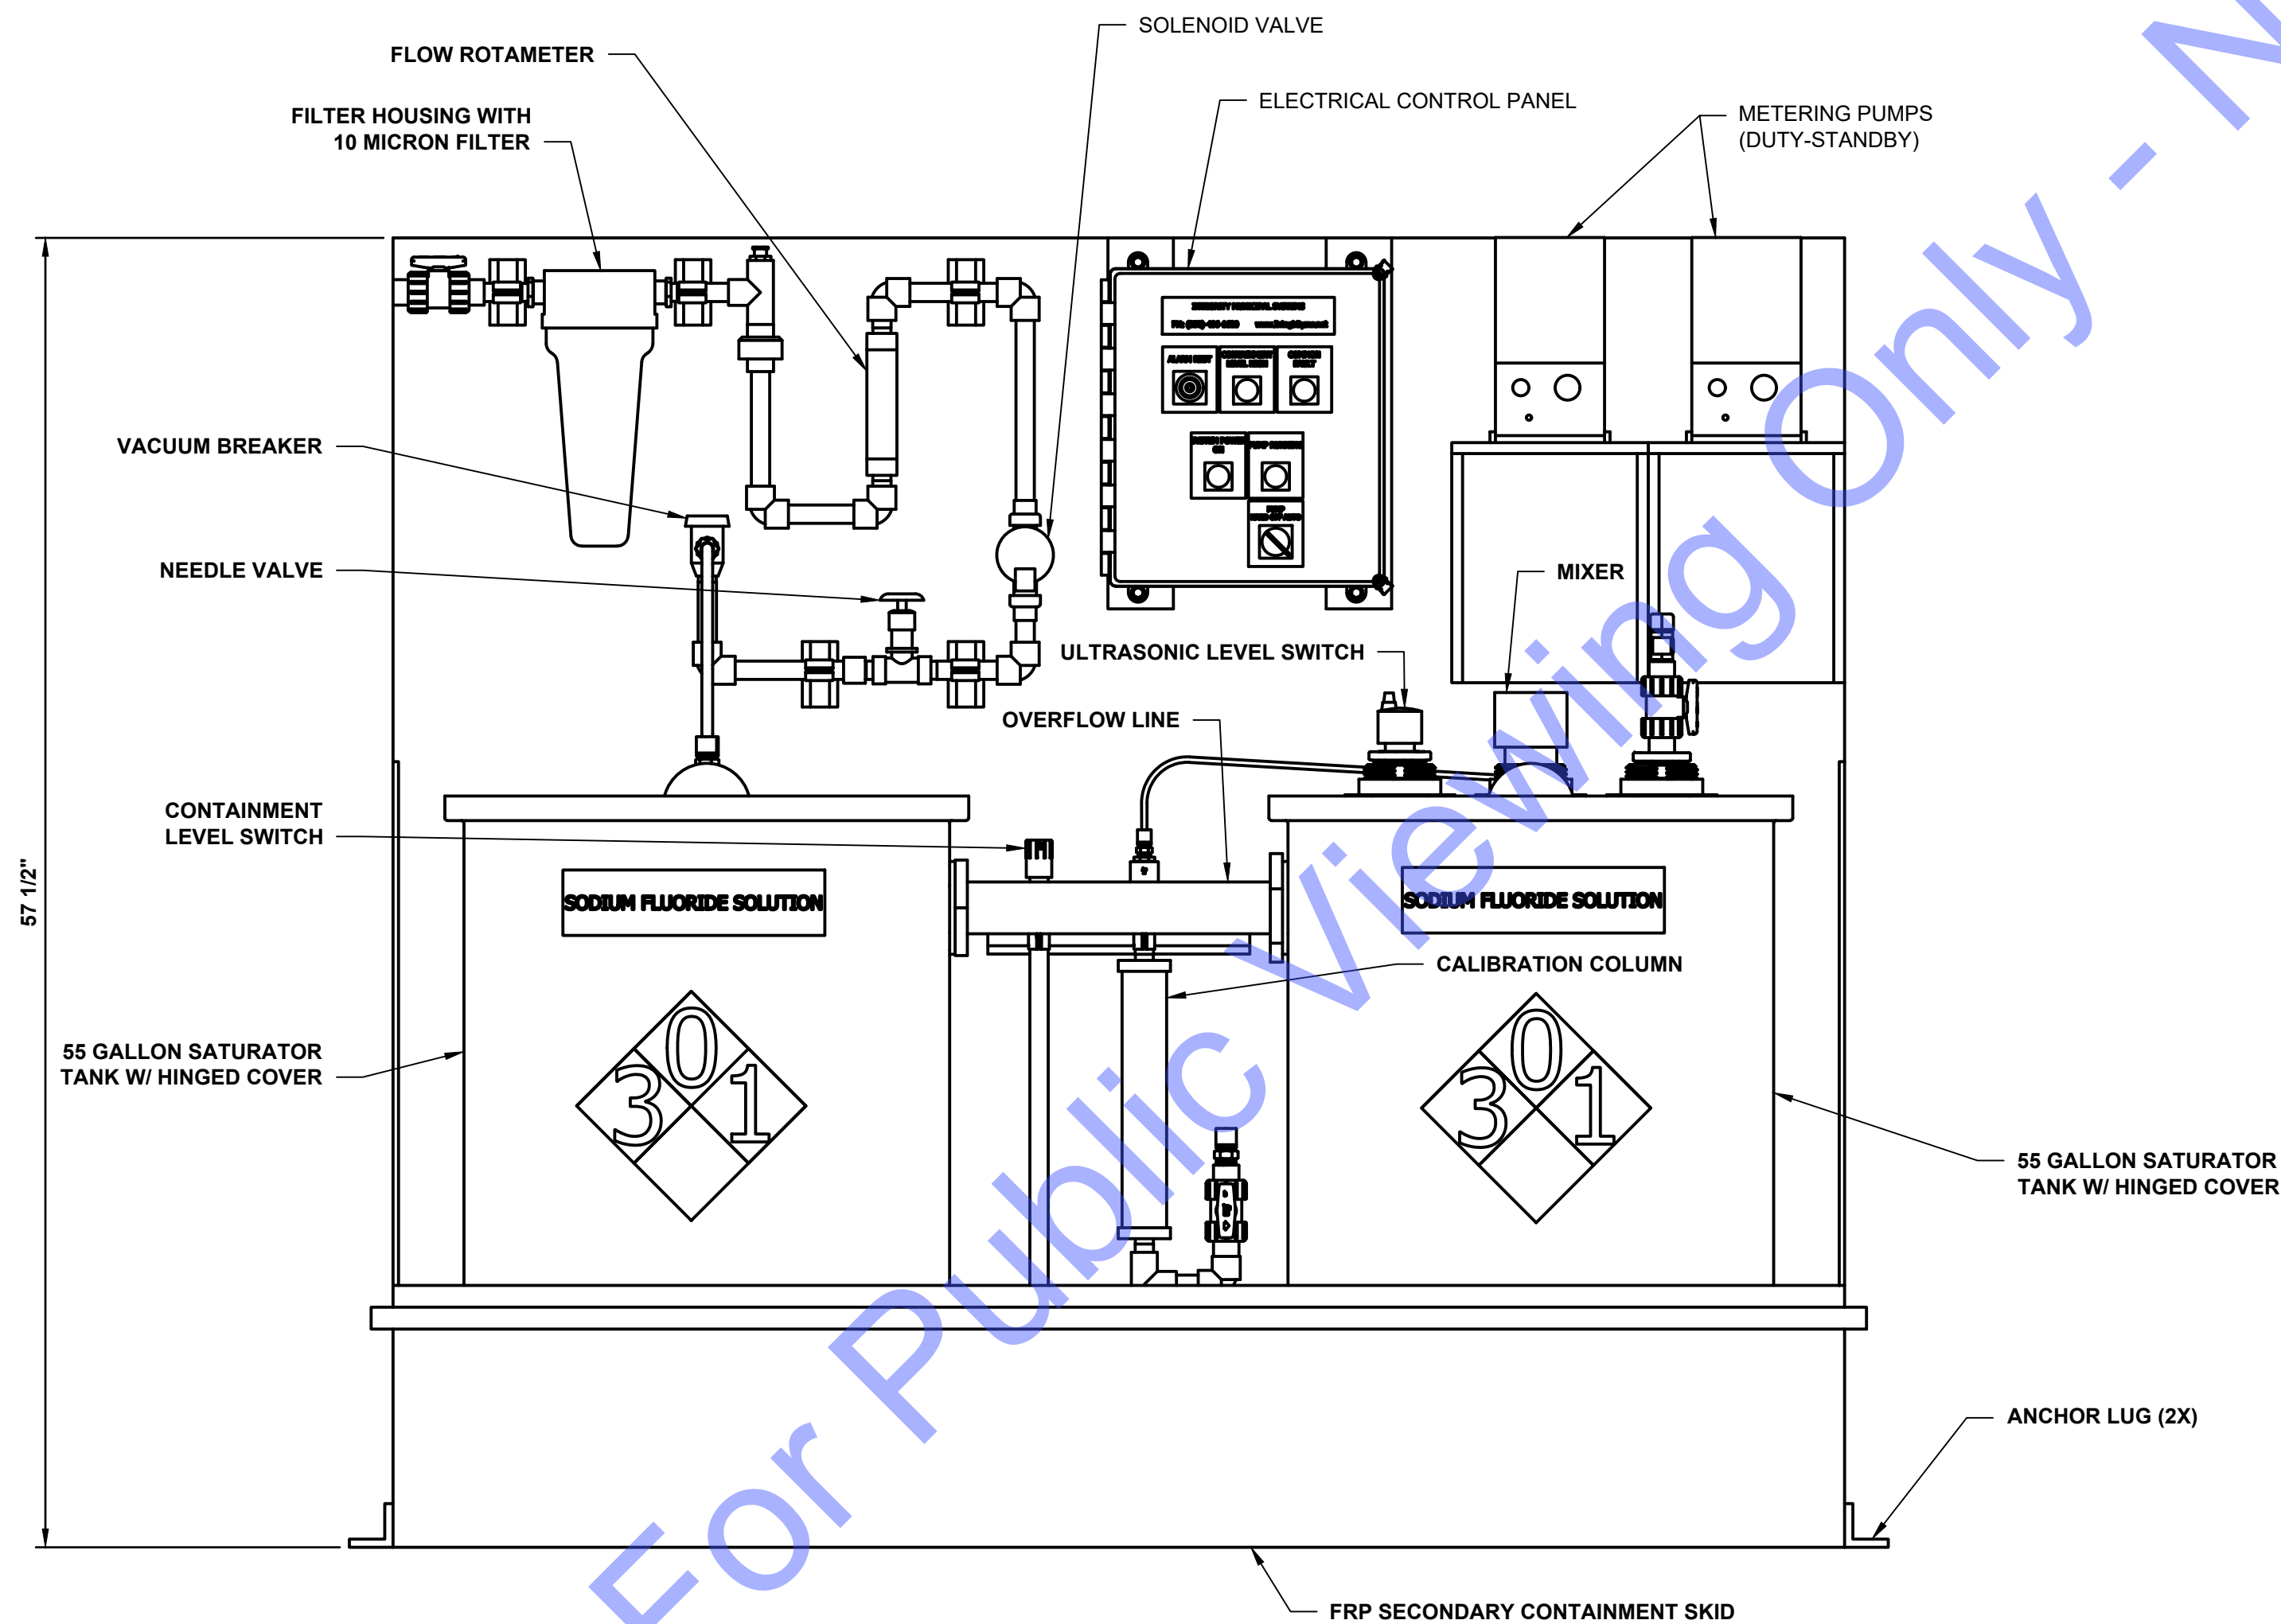 SOLENOID VALVE
FLOW ROTAMETER
ELECTRICAL CONTROL PANEL
FILTER HOUSING WITH
10 MICRON FILTER
METERING PUMPS
(DUTY-STANDBY)
VACUUM BREAKER
NEEDLE VALVE
MIXER
ULTRASONIC LEVEL SWITCH
OVERFLOW LINE
CONTAINMENT
LEVEL SWITCH
57 1/2"
SODIUM FLUORIDE SOLUTION
SODIUM FLUORIDE SOLUTION
CALIBRATION COLUMN
55 GALLON SATURATOR
TANK W/ HINGED COVER
0
3 1
0
3 1
55 GALLON SATURATOR
TANK W/ HINGED COVER
ANCHOR LUG (2X)
FRP SECONDARY CONTAINMENT SKID
For Public Viewing Only - N